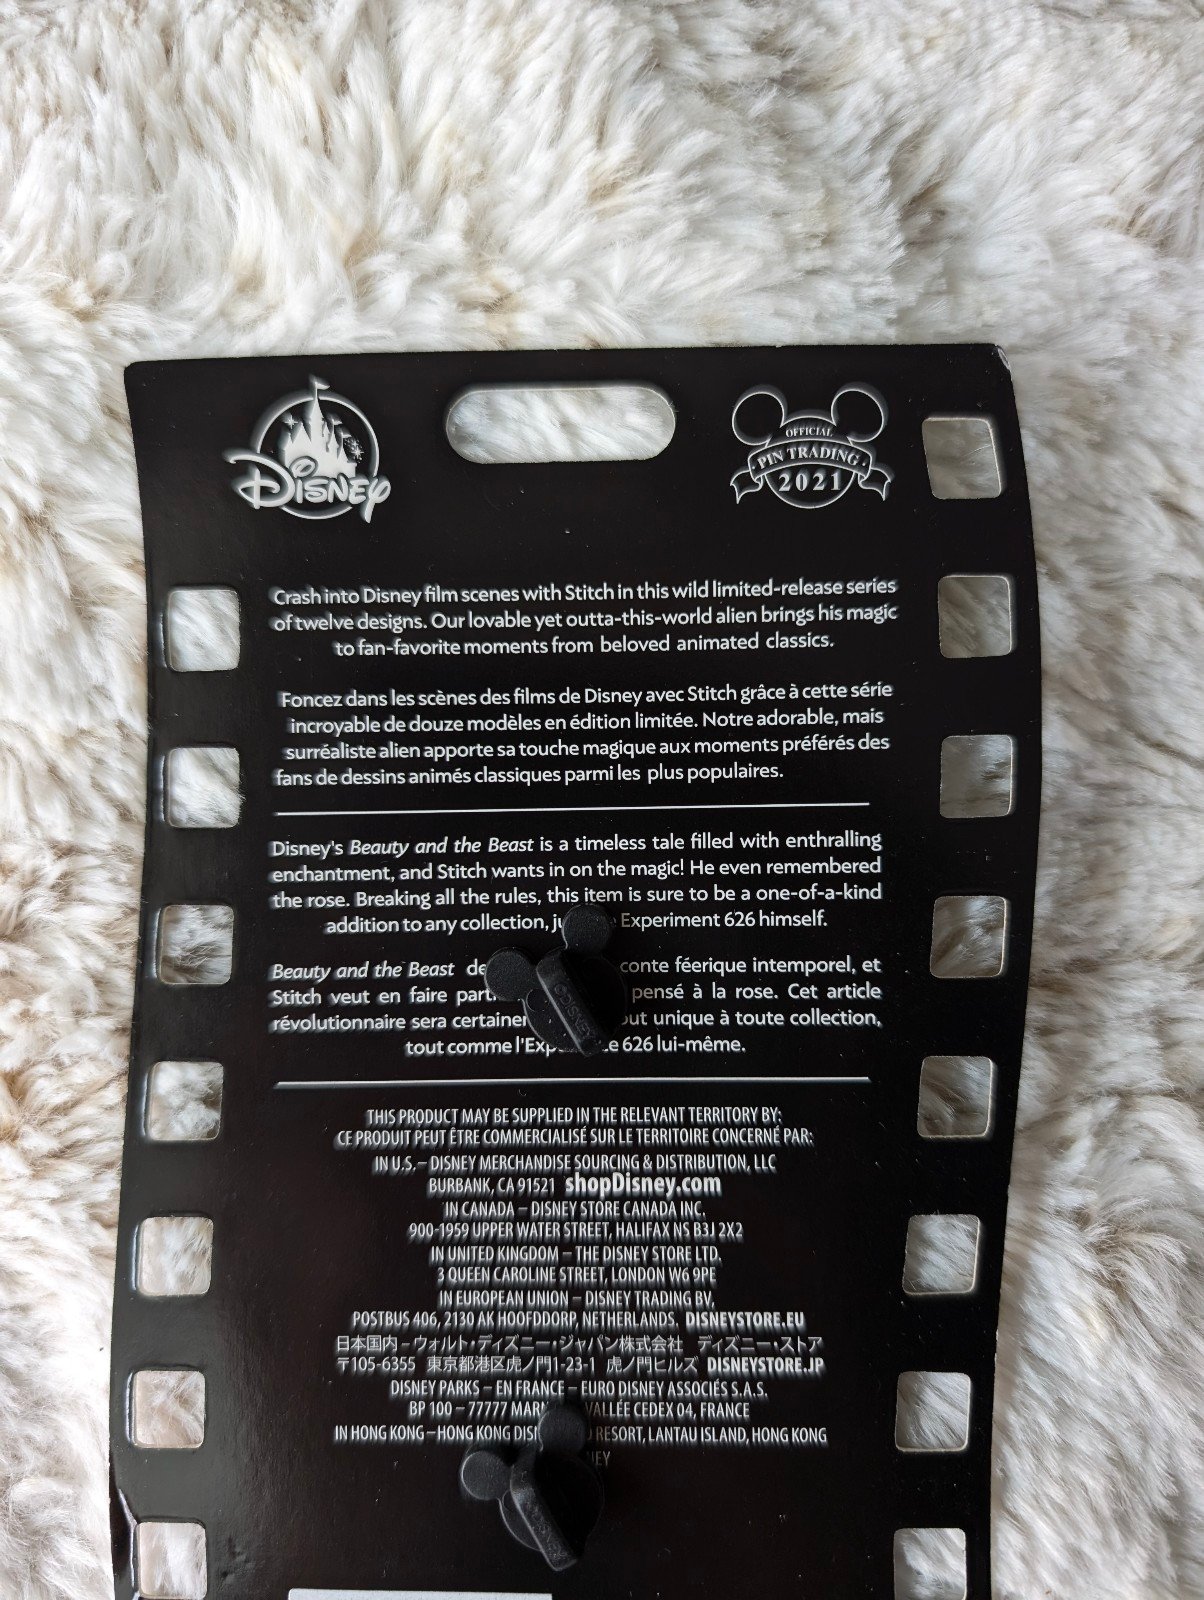 Disney
OFFICIAL
PIN TRADING
2021
Crash into Disney film scenes with Stitch in this wild limited-release series
of twelve designs. Our lovable yet outta-this-world alien brings his magic
to fan-favorite moments from beloved animated classics.
Foncez dans les scènes des films de Disney avec Stitch grâce à cette série
incroyable de douze modèles en édition limitée. Notre adorable, mais
surréaliste alien apporte sa touche magique aux moments préférés des
fans de dessins animés classiques parmi les plus populaires.
Disney's Beauty and the Beast is a timeless tale filled with enthralling
enchantment, and Stitch wants in on the magic! He even remembered
the rose. Breaking all the rules, this item is sure to be a one-of-a-kind
addition to any collection, Experiment 626 himself.
Beauty and the Beast conte féerique intemporel, et
Stitch veut en faire pensé à la rose. Cet article
révolutionnaire sera unique à toute collection,
tout comme 626 lui-même.
THIS PRODUCT MAY BE SUPPLIED IN THE RELEVANT TERRITORY BY:
CE PRODUIT PEUT ÊTRE COMMERCIALISÉ SUR LE TERRITOIRE CONCERNÉ PAR:
IN U.S. – DISNEY MERCHANDISE SOURCING & DISTRIBUTION, LLC
BURBANK, CA 91521 shopDisney.com
IN CANADA – DISNEY STORE CANADA INC.
900-1959 UPPER WATER STREET, HALIFAX NS B3J 2X2
IN UNITED KINGDOM – THE DISNEY STORE LTD.
3 QUEEN CAROLINE STREET, LONDON W6 9PE
IN EUROPEAN UNION – DISNEY TRADING BV,
POSTBUS 406, 2130 AK HOOFDDORP, NETHERLANDS. DISNEYSTORE.EU
日本国内 – ウォルト・ディズニー・ジャパン株式会社 ディズニー・ストア
〒105-6355 東京都港区虎ノ門1-23-1 虎ノ門ヒルズ DISNEYSTORE.JP
DISNEY PARKS – EN FRANCE – EURO DISNEY ASSOCIÉS S.A.S.
BP 100 – 77777 VALLÉE CEDEX 04, FRANCE
IN HONG KONG – HONG KONG RESORT, LANTAU ISLAND, HONG KONG